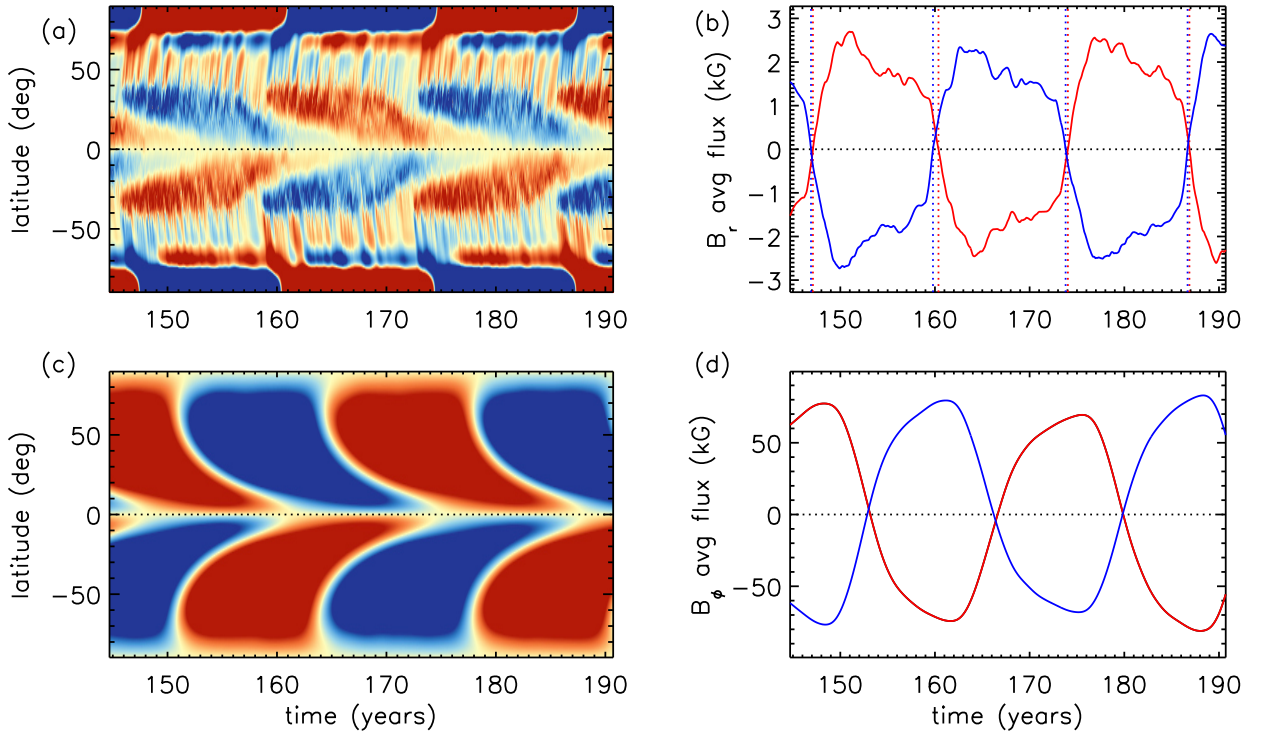 (a)
latitude (deg)
50
0
−50
150 160 170 180 190
(b)
B_r avg flux (kG)
3
2
1
0
−1
−2
−3
150 160 170 180 190
(c)
latitude (deg)
50
0
−50
150 160 170 180 190
time (years)
(d)
B_ϕ avg flux (kG)
50
0
−50
150 160 170 180 190
time (years)